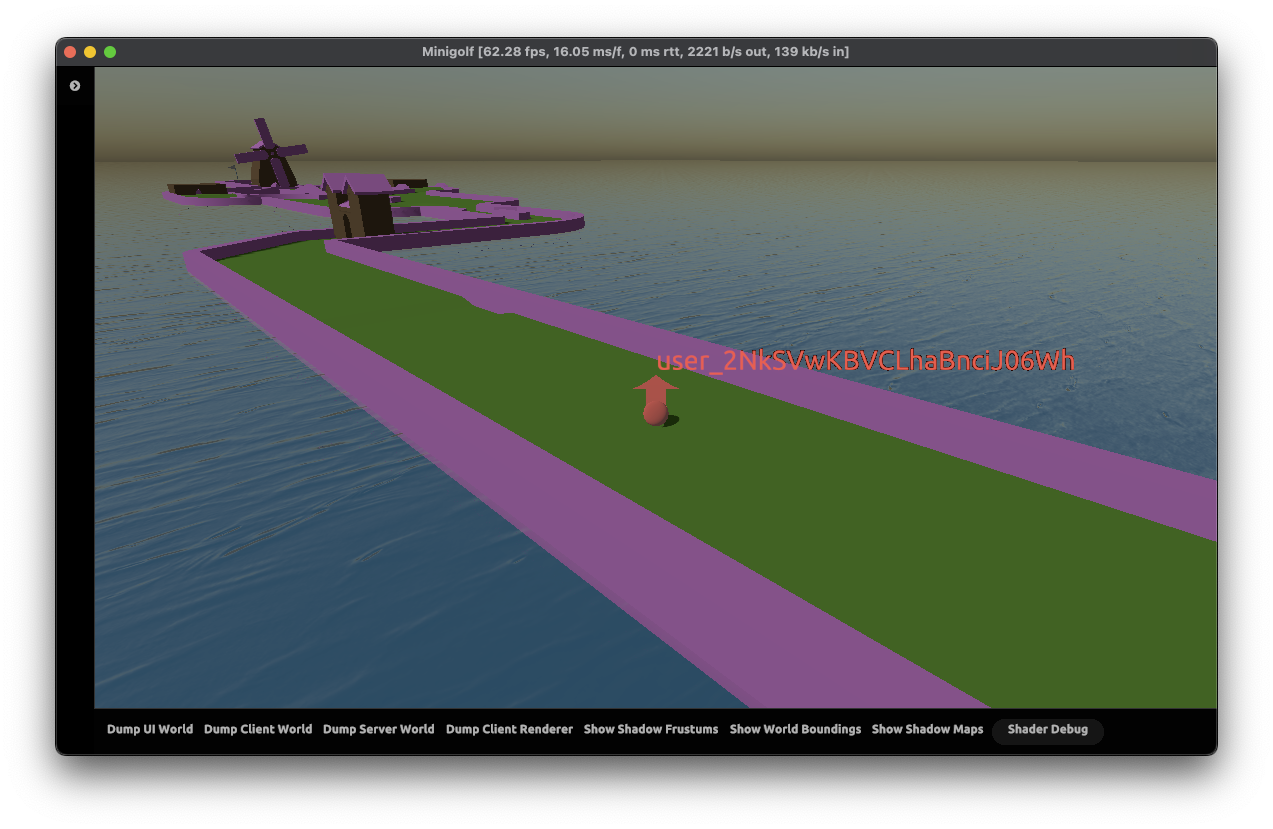 Minigolf [62.28 fps, 16.05 ms/f, 0 ms rtt, 2221 b/s out, 139 kb/s in]
user_2NkSVwKBVCLhaBnciJ06Wh
Dump UI World Dump Client World Dump Server World Dump Client Renderer Show Shadow Frustums Show World Boundings Show Shadow Maps Shader Debug